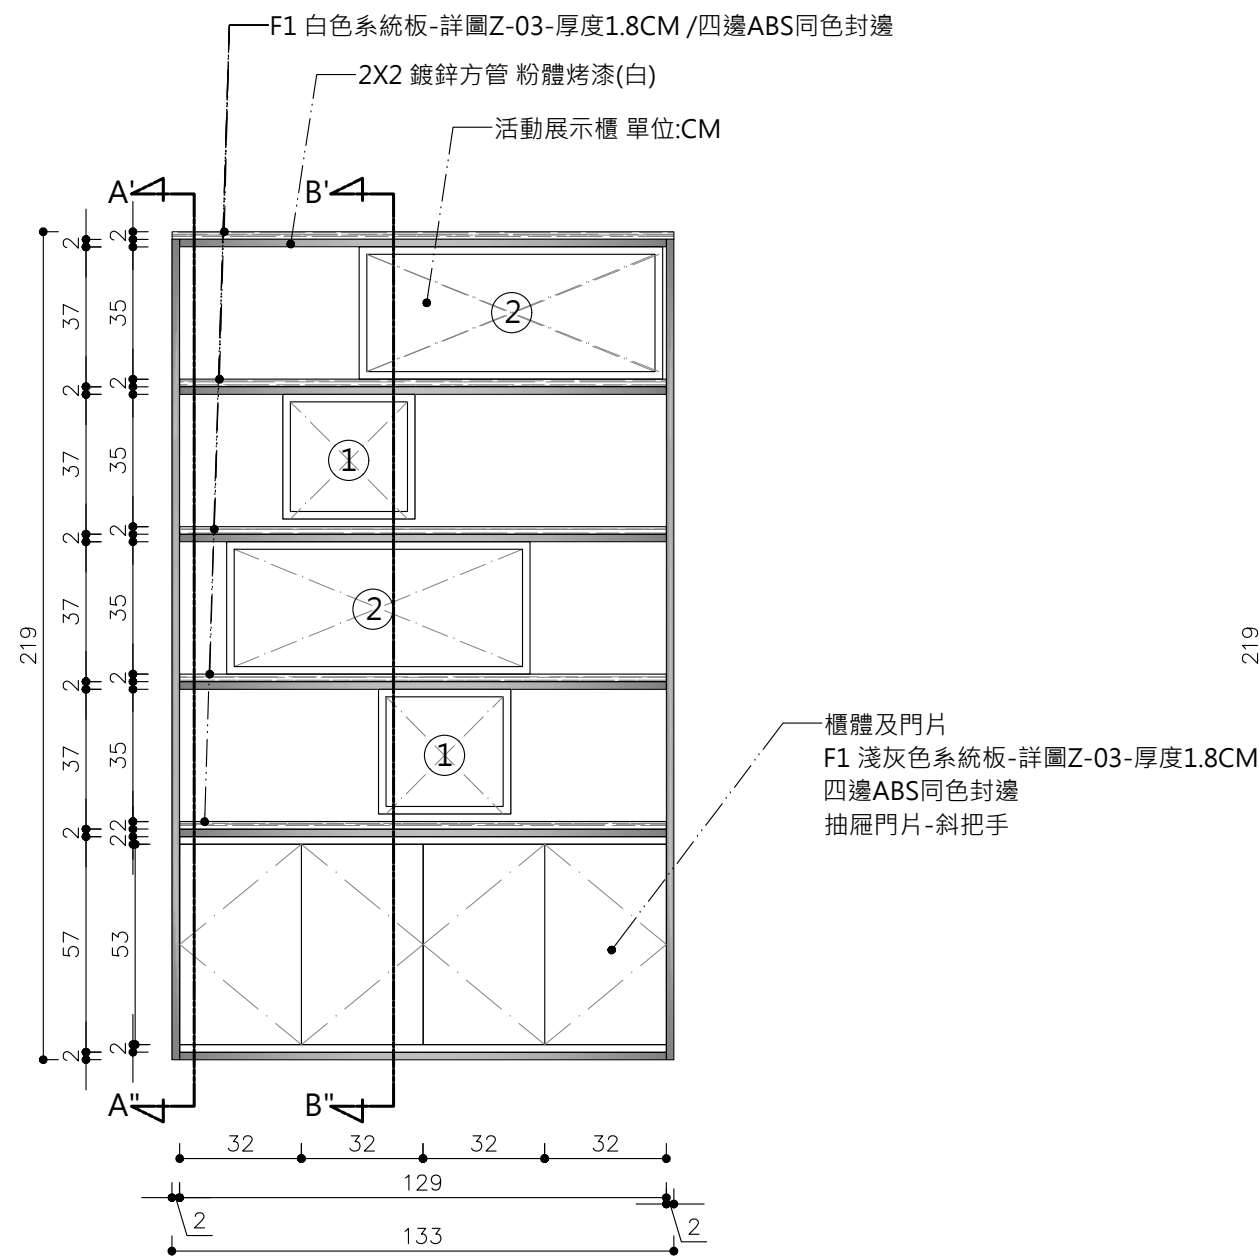 F1 白色系統板-詳圖Z-03-厚度1.8CM /四邊ABS同色封邊
2X2 鍍鋅方管 粉體烤漆(白)
活動展示櫃 單位:CM
A' B'
2 2
37 35
②
2 2
37 35
①
2 2
37 35
②
219
219
2 2
37 35
①
櫃體及門片
F1 淺灰色系統板-詳圖Z-03-厚度1.8CM
四邊ABS同色封邊
抽屜門片-斜把手
2 22
57 53
2 2
A" B"
32 32 32 32
129
2 2
133